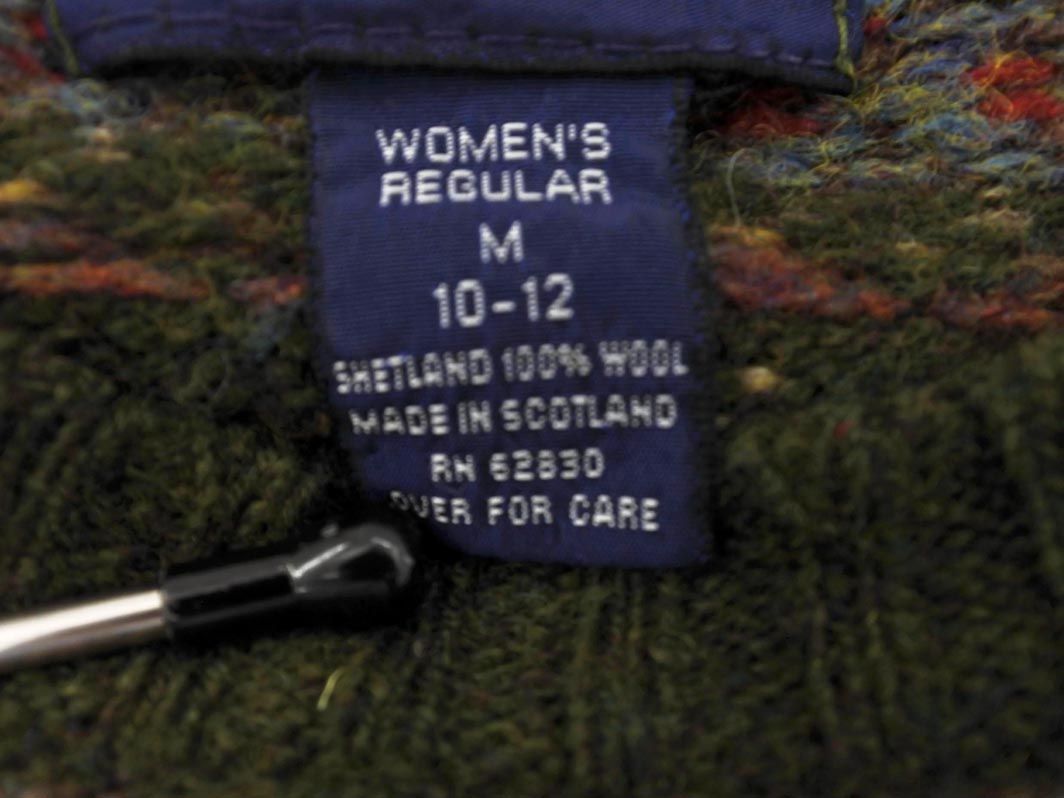 WOMEN'S
REGULAR
M
10-12
SHETLAND 100% WOOL
MADE IN SCOTLAND
RN 62830
OVER FOR CARE